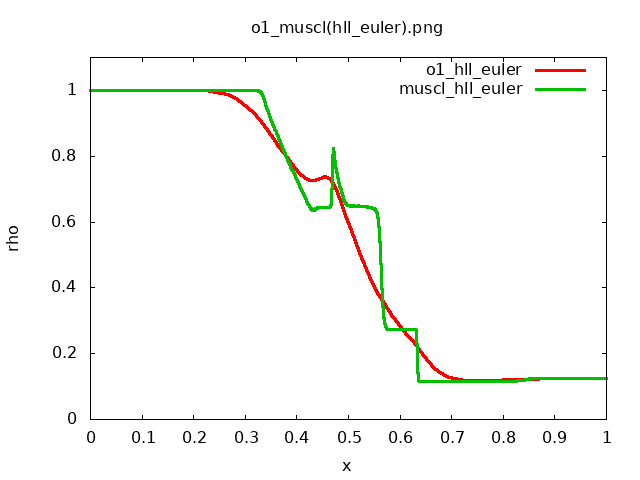 o1_muscl(hll_euler).png
o1_hll_euler
muscl_hll_euler
1
0.8
0.6
0.4
0.2
0
rho
0 0.1 0.2 0.3 0.4 0.5 0.6 0.7 0.8 0.9 1
x